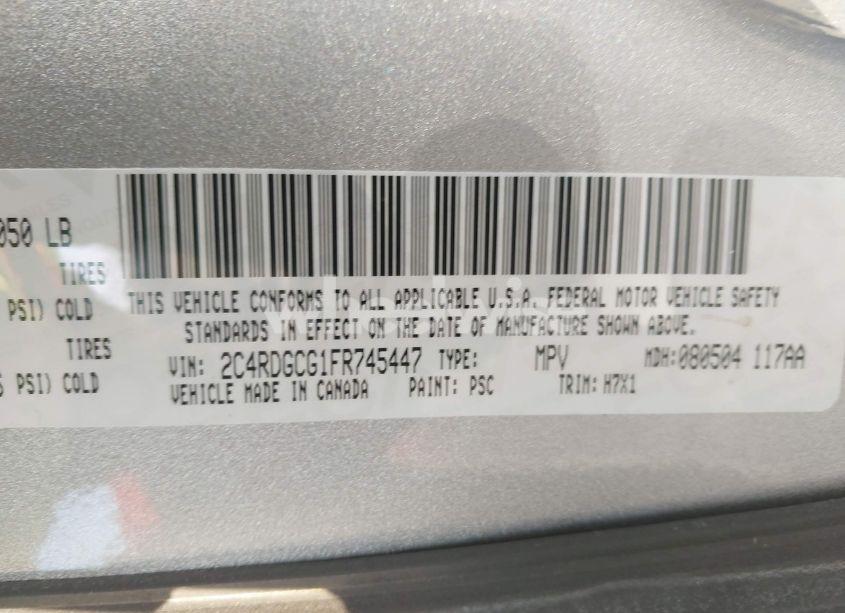 050 LB
TIRES
PSI) COLD
TIRES
PSI) COLD
THIS VEHICLE CONFORMS TO ALL APPLICABLE U.S.A. FEDERAL MOTOR VEHICLE SAFETY
STANDARDS IN EFFECT ON THE DATE OF MANUFACTURE SHOWN ABOVE.
VIN: 2C4RDGCG1FR745447 TYPE: MPV MDH:080504 117AA
VEHICLE MADE IN CANADA PAINT: PSC TRIM: H7X1